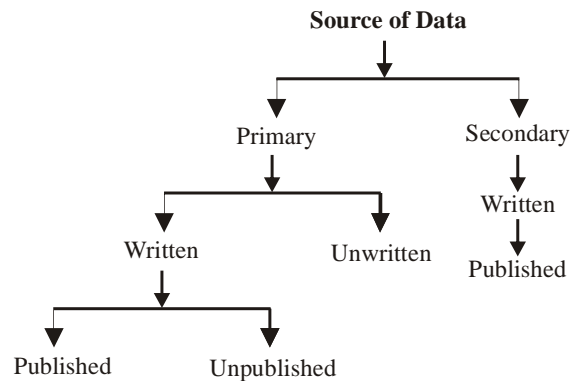 Source of Data
Primary
Secondary
Written
Unwritten
Written
Published
Published
Unpublished